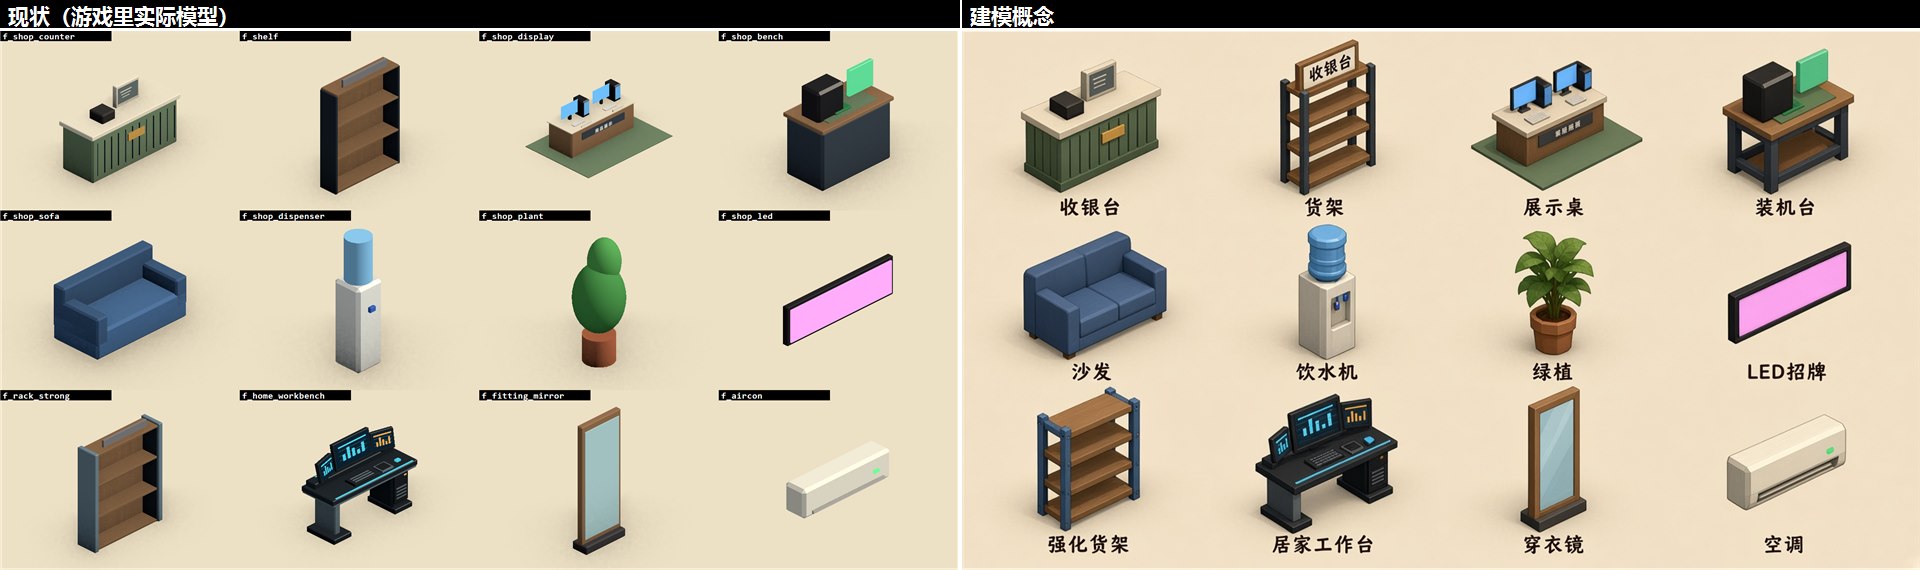 现状（游戏里实际模型）
f_shop_counter
f_shelf
f_shop_display
f_shop_bench
f_shop_sofa
f_shop_dispenser
f_shop_plant
f_shop_led
f_rack_strong
f_home_workbench
f_fitting_mirror
f_aircon
建模概念
收银台
收银台
货架
展示桌
装机台
沙发
饮水机
绿植
LED招牌
强化货架
居家工作台
穿衣镜
空调